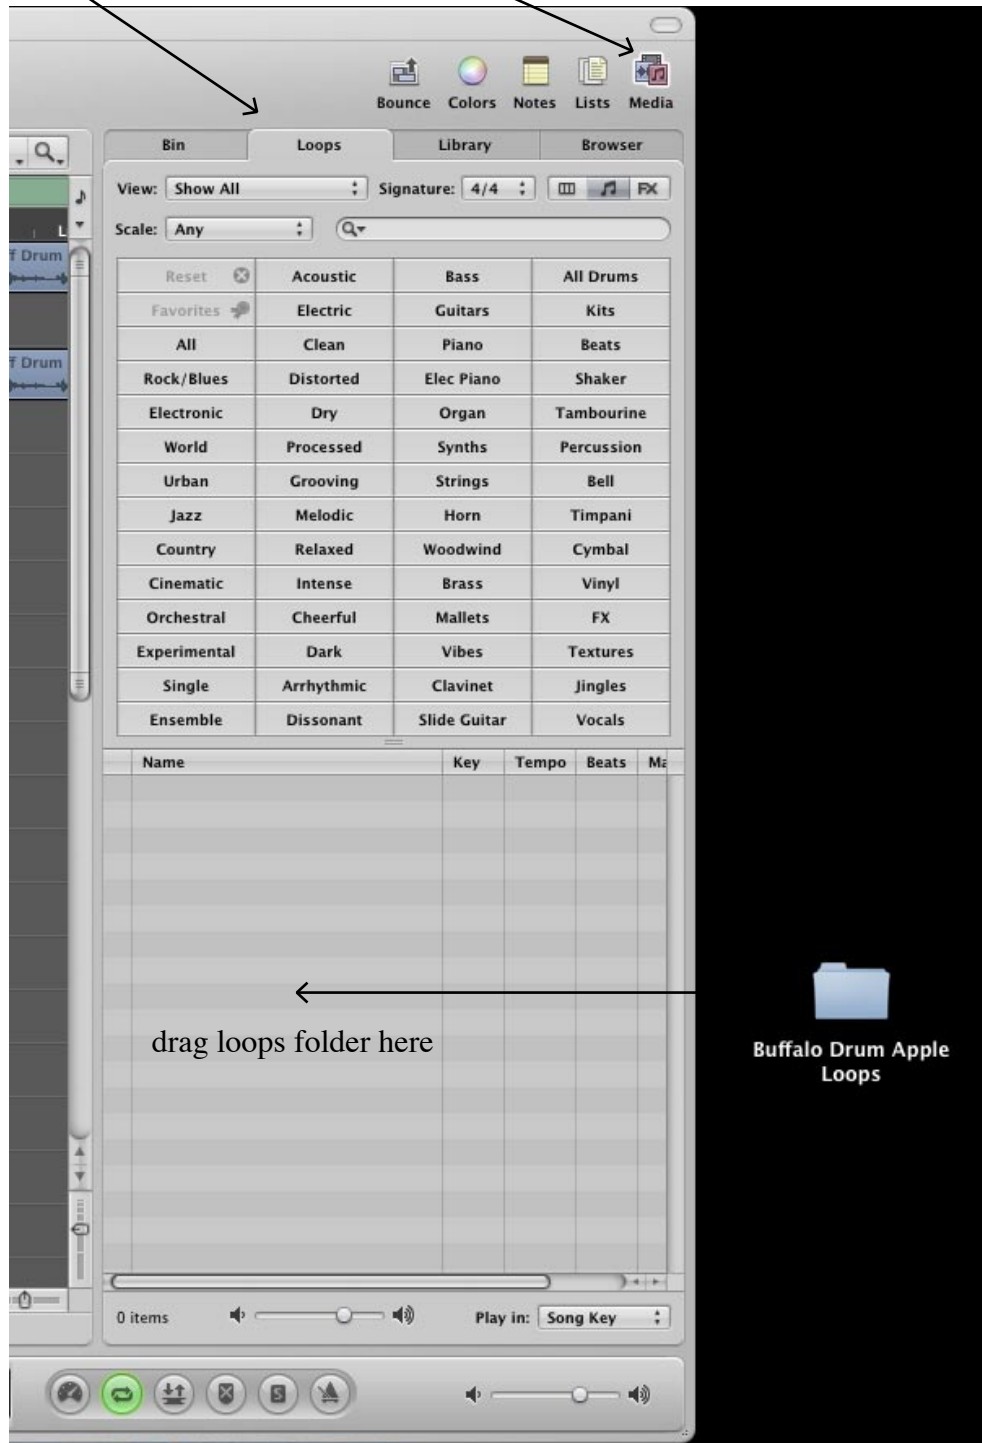 Bounce Colors Notes Lists Media
Bin Loops Library Browser
View: Show All Signature: 4/4 FX
Scale: Any
Reset Acoustic Bass All Drums
Favorites Electric Guitars Kits
All Clean Piano Beats
Rock/Blues Distorted Elec Piano Shaker
Electronic Dry Organ Tambourine
World Processed Synths Percussion
Urban Grooving Strings Bell
Jazz Melodic Horn Timpani
Country Relaxed Woodwind Cymbal
Cinematic Intense Brass Vinyl
Orchestral Cheerful Mallets FX
Experimental Dark Vibes Textures
Single Arrhythmic Clavinet Jingles
Ensemble Dissonant Slide Guitar Vocals
f Drum
f Drum
Name Key Tempo Beats Ma
drag loops folder here
Buffalo Drum Apple
Loops
0 items Play in: Song Key
S